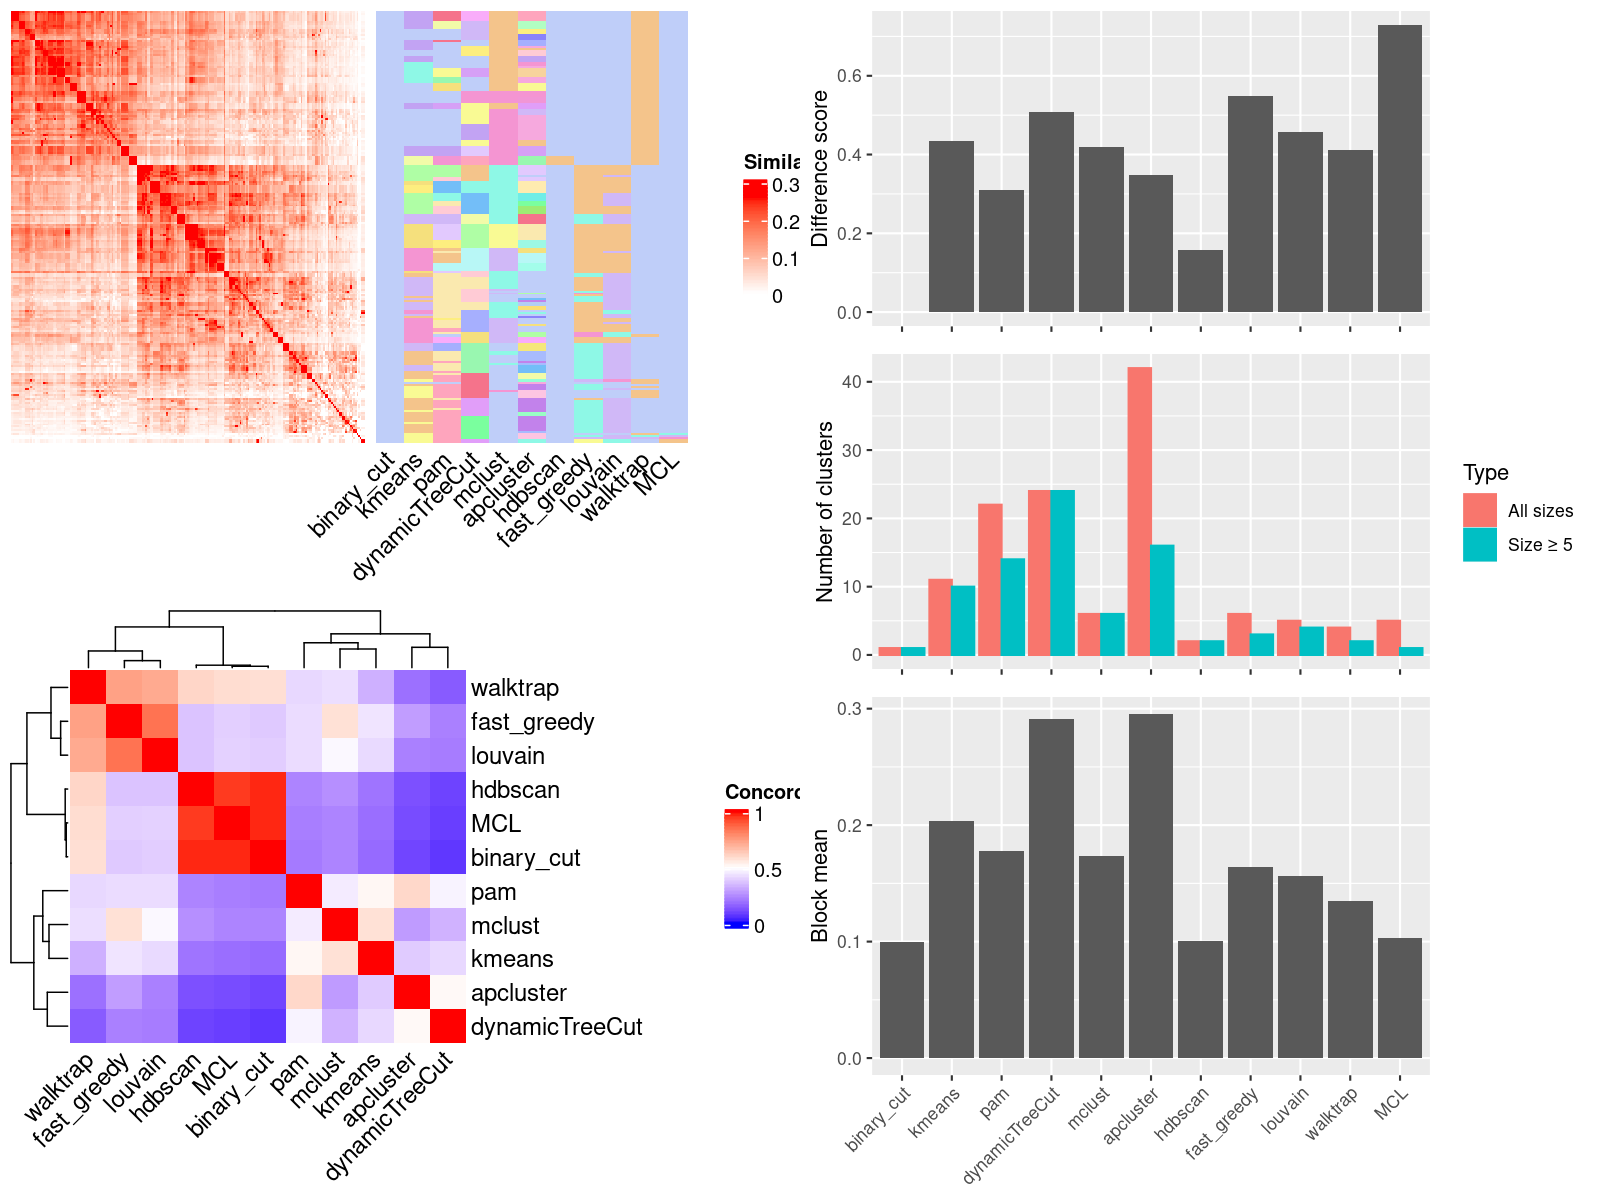 Simila
0.3
0.2
0.1
0
binary_cut
kmeans
pam
dynamicTreeCut
mclust
apcluster
hdbscan
fast_greedy
louvain
walktrap
MCL
walktrap
fast_greedy
louvain
hdbscan
MCL
binary_cut
pam
mclust
kmeans
apcluster
dynamicTreeCut
walktrap
fast_greedy
louvain
hdbscan
MCL
binary_cut
pam
mclust
kmeans
apcluster
dynamicTreeCut
Concord
1
0.5
0
Difference score
0.6
0.4
0.2
0.0
Number of clusters
40
30
20
10
0
Type
All sizes
Size ≥ 5
Block mean
0.3
0.2
0.1
0.0
binary_cut
kmeans
pam
dynamicTreeCut
mclust
apcluster
hdbscan
fast_greedy
louvain
walktrap
MCL